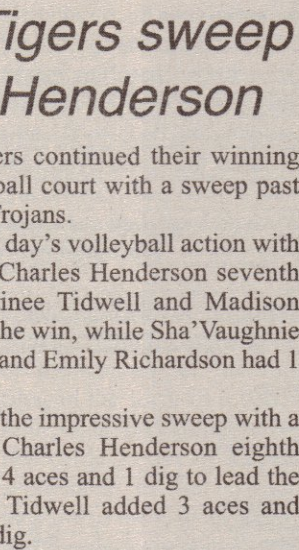 Tigers sweep
Henderson
ers continued their winning
ball court with a sweep past
Trojans.
day's volleyball action with
Charles Henderson seventh
inee Tidwell and Madison
he win, while Sha'Vaughnie
and Emily Richardson had 1
the impressive sweep with a
Charles Henderson eighth
4 aces and 1 dig to lead the
Tidwell added 3 aces and
dig.